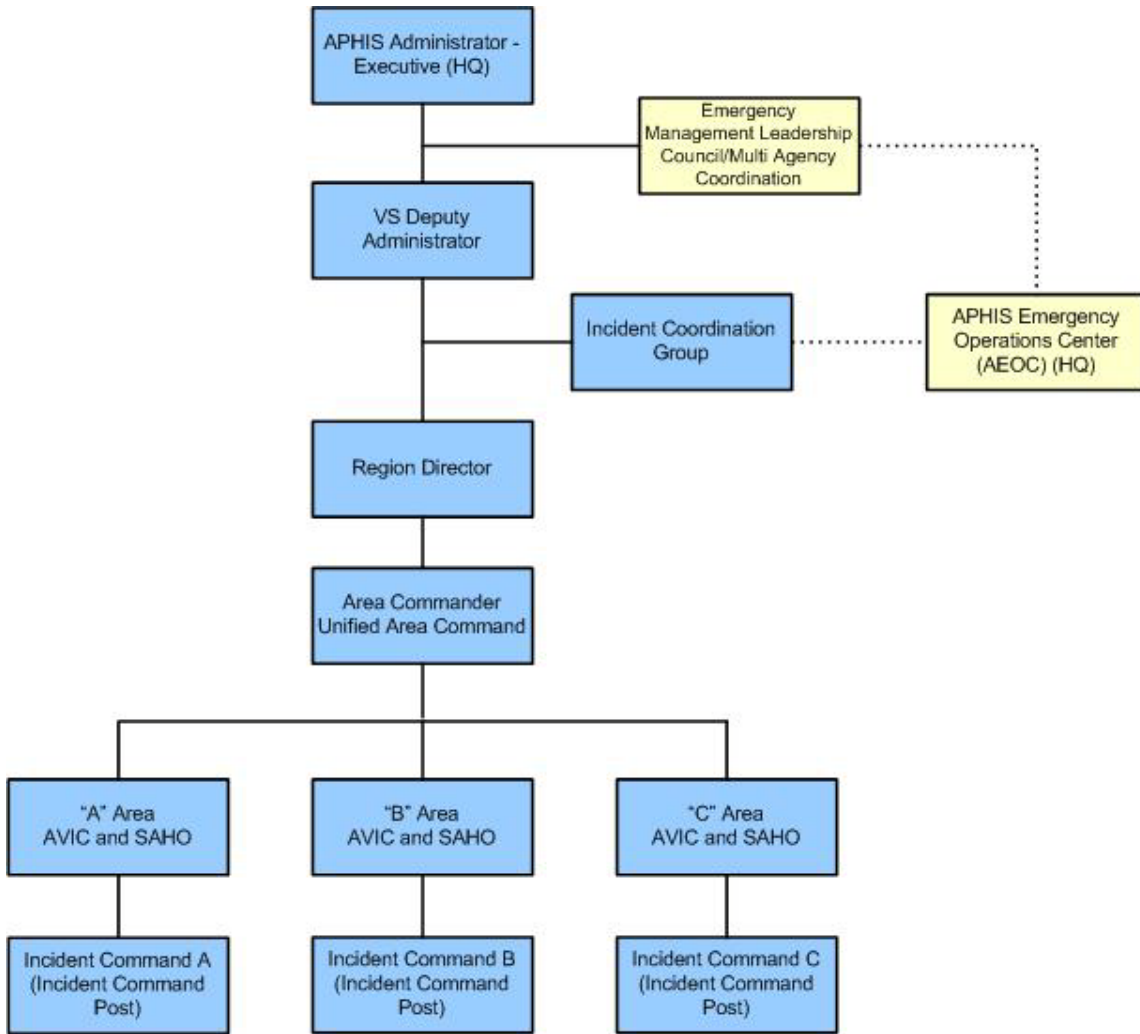 APHIS Administrator -
Executive (HQ)
Emergency
Management Leadership
Council/Multi Agency
Coordination
VS Deputy
Administrator
Incident Coordination
Group
APHIS Emergency
Operations Center
(AEOC) (HQ)
Region Director
Area Commander
Unified Area Command
“A” Area
AVIC and SAHO
“B” Area
AVIC and SAHO
“C” Area
AVIC and SAHO
Incident Command A
(Incident Command
Post)
Incident Command B
(Incident Command
Post)
Incident Command C
(Incident Command
Post)